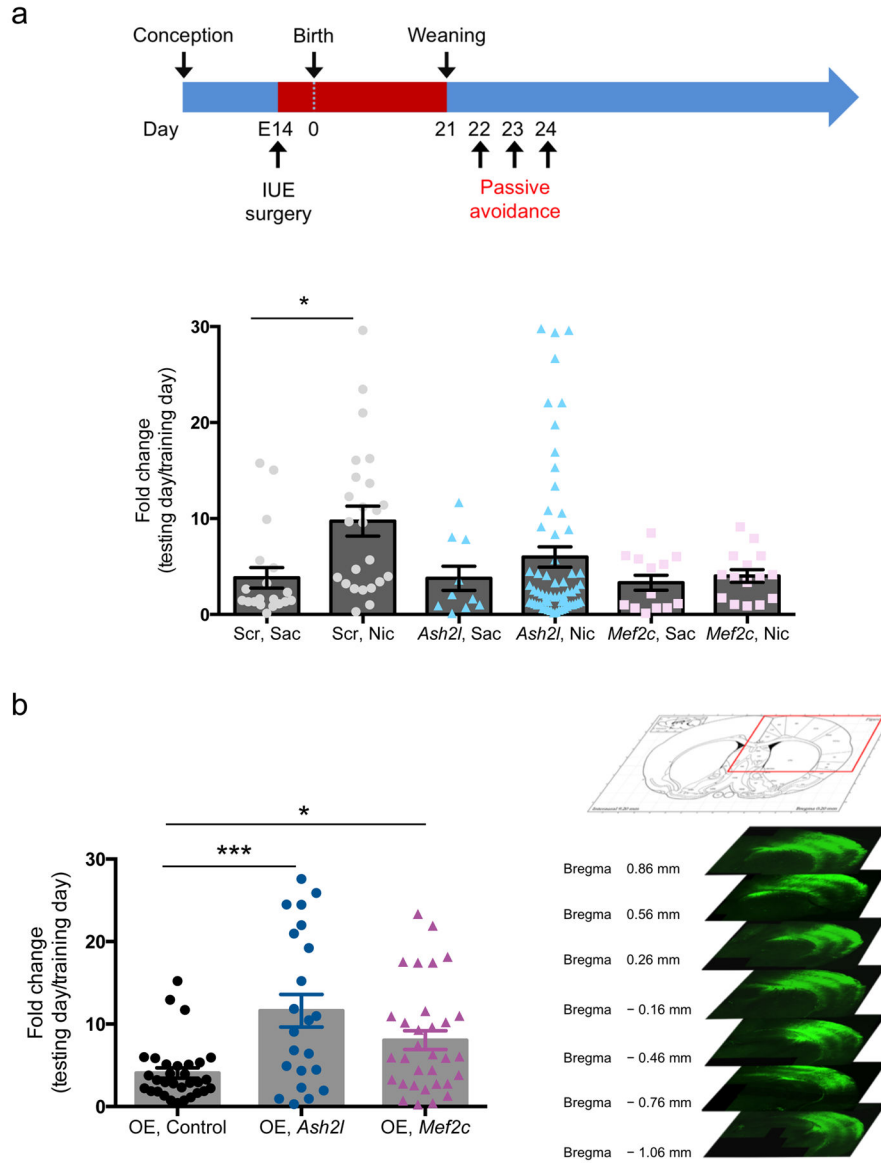 a
Conception Birth Weaning
Day E14 0 21 22 23 24
IUE
surgery
Passive
avoidance
*
Fold change
(testing day/training day)
30
20
10
0
Scr, Sac Scr, Nic Ash2l, Sac Ash2l, Nic Mef2c, Sac Mef2c, Nic
b
*
***
Fold change
(testing day/training day)
30
20
10
0
OE, Control OE, Ash2l OE, Mef2c
Bregma 0.86 mm
Bregma 0.56 mm
Bregma 0.26 mm
Bregma − 0.16 mm
Bregma − 0.46 mm
Bregma − 0.76 mm
Bregma − 1.06 mm